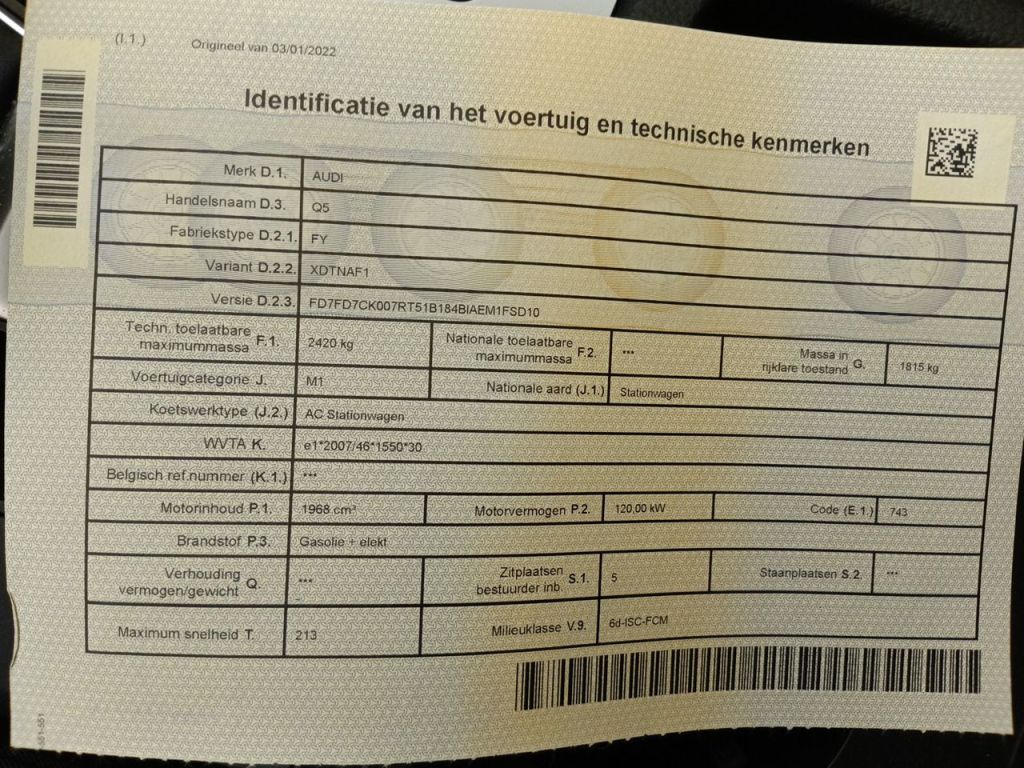 (I.1.) Origineel van 03/01/2022
Identificatie van het voertuig en technische kenmerken
Merk D.1. AUDI
Handelsnaam D.3. Q5
Fabriekstype D.2.1. FY
Variant D.2.2. XDTNAF1
Versie D.2.3. FD7FD7CK007RT51B184BIAEM1FSD10
Techn. toelaatbare maximummassa F.1. 2420 kg Nationale toelaatbare maximummassa F.2. *** Massa in rijklare toestand G. 1815 kg
Voertuigcategorie J. M1 Nationale aard (J.1.) Stationwagen
Koetswerktype (J.2.) AC Stationwagen
WVTA K. e1*2007/46*1550*30
Belgisch ref.nummer (K.1.) ***
Motorinhoud P.1. 1968 cm³ Motorvermogen P.2. 120,00 kW Code (E.1.) 743
Brandstof P.3. Gasolie + elekt
Verhouding vermogen/gewicht Q. *** Zitplaatsen bestuurder inb. S.1. 5 Staanplaatsen S.2. ***
Maximum snelheid T. 213 Milieuklasse V.9. 6d-ISC-FCM